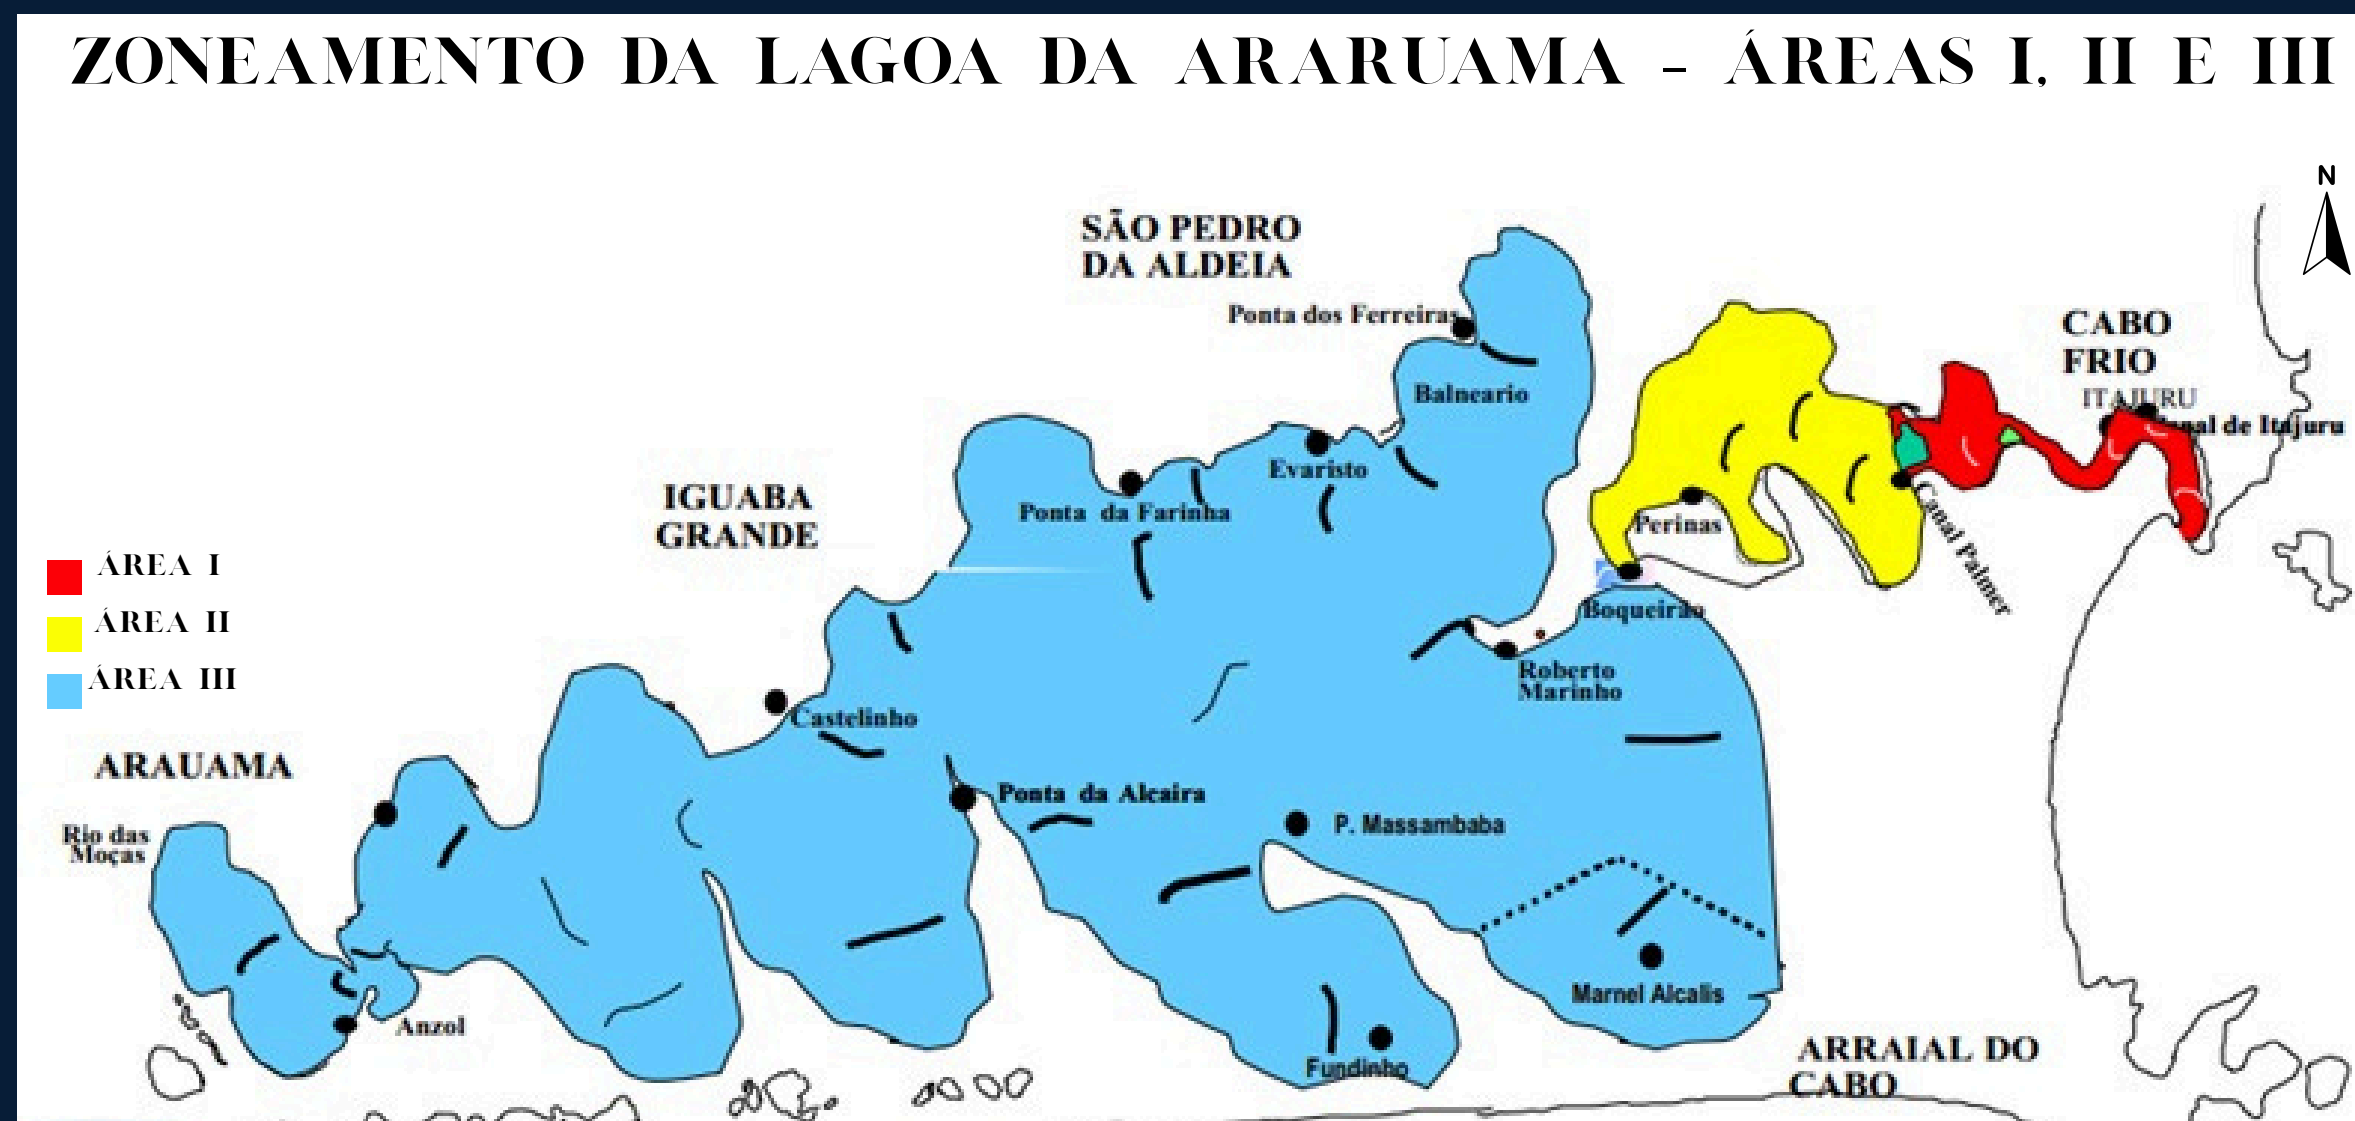 ZONEAMENTO DA LAGOA DA ARARUAMA - ÁREAS I, II E III
N
SÃO PEDRO
DA ALDEIA
Ponta dos Ferreiras
CABO
FRIO
ITAJURU
Canal de Itajuru
Balneario
Evaristo
IGUABA
GRANDE
Ponta da Farinha
Perinas
Canal Palmer
ÁREA I
ÁREA II
ÁREA III
Boqueirão
Roberto
Marinho
Castelinho
ARAUAMA
Ponta da Alcaira
P. Massambaba
Rio das
Moças
Marnel Alcalis
Anzol
Fundinho
ARRAIAL DO
CABO